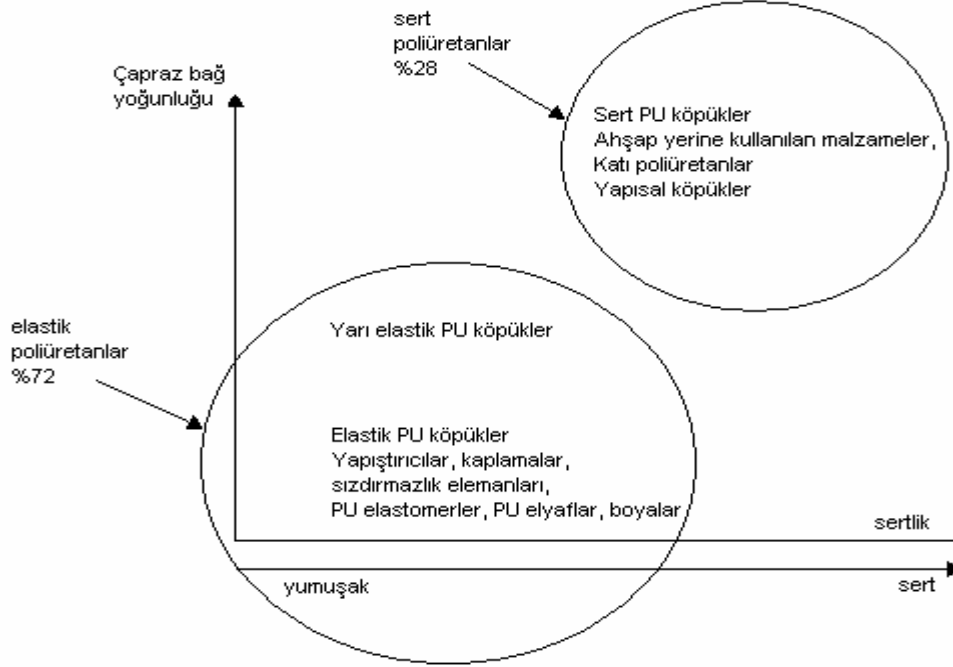 sert
poliüretanlar
%28
Çapraz bağ
yoğunluğu
Sert PU köpükler
Ahşap yerine kullanılan malzameler,
Katı poliüretanlar
Yapısal köpükler
elastik
poliüretanlar
%72
Yarı elastik PU köpükler
Elastik PU köpükler
Yapıştırıcılar, kaplamalar,
sızdırmazlık elemanları,
PU elastomerler, PU elyaflar, boyalar
sertlik
yumuşak
sert